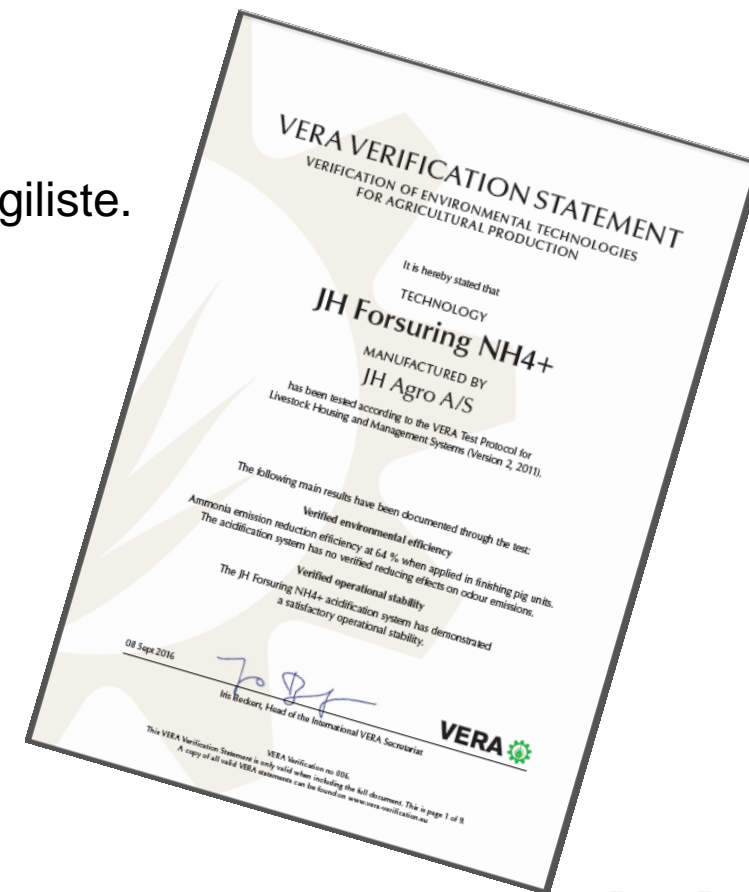 giliste.
VERA VERIFICATION STATEMENT
VERIFICATION OF ENVIRONMENTAL TECHNOLOGIES
FOR AGRICULTURAL PRODUCTION
It is hereby stated that
TECHNOLOGY
JH Forsuring NH4+
MANUFACTURED BY
JH Agro A/S
has been tested according to the VERA Test Protocol for
Livestock Housing and Management Systems (Version 2, 2011).
The following main results have been documented through the test:
Verified environmental efficiency
Ammonia emission reduction efficiency at 64 % when applied in finishing pig units.
The acidification system has no verified reducing effects on odour emissions.
Verified operational stability
The JH Forsuring NH4+ acidification system has demonstrated
a satisfactory operational stability.
08 Sept 2016
Iris Beckert, Head of the International VERA Secretariat
VERA
VERA Verification no 006.
This VERA Verification Statement is only valid when including the full document. This is page 1 of 9.
A copy of all valid VERA statements can be found on www.vera-verification.eu